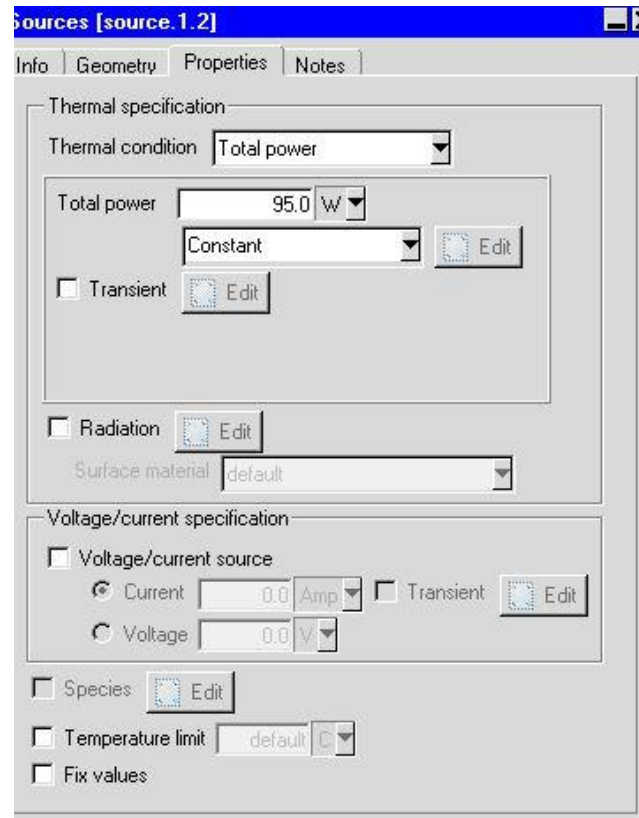 Sources [source.1.2]
Info Geometry Properties Notes
Thermal specification
Thermal condition Total power
Total power 95.0 W
Constant Edit
Transient Edit
Radiation Edit
Surface material default
Voltage/current specification
Voltage/current source
Current 0.0 Amp Transient Edit
Voltage 0.0 V
Species Edit
Temperature limit default C
Fix values